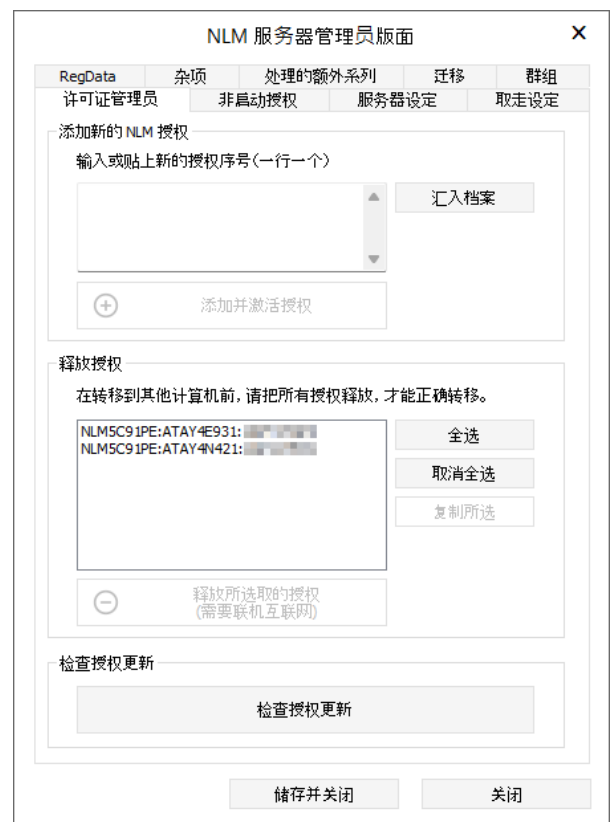 NLM 服务器管理员版面
RegData 杂项 处理的额外系列 迁移 群组
许可证管理员 非启动授权 服务器设定 取走设定
添加新的 NLM 授权
输入或贴上新的授权序号(一行一个)
汇入档案
添加并激活授权
释放授权
在转移到其他计算机前,请把所有授权释放,才能正确转移。
NLM5C91PE:ATAY4E931:
NLM5C91PE:ATAY4N421:
全选
取消全选
复制所选
释放所选取的授权
(需要联机互联网)
检查授权更新
检查授权更新
储存并关闭 关闭